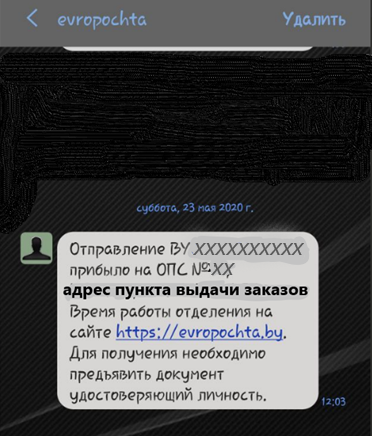 evropochta
Удалить
суббота, 23 мая 2020 г.
Отправление BY XXXXXXXXXX
прибыло на ОПС №XX
адрес пункта выдачи заказов
Время работы отделения на
сайте https://evropochta.by.
Для получения необходимо
предъявить документ
удостоверяющий личность.
12:03